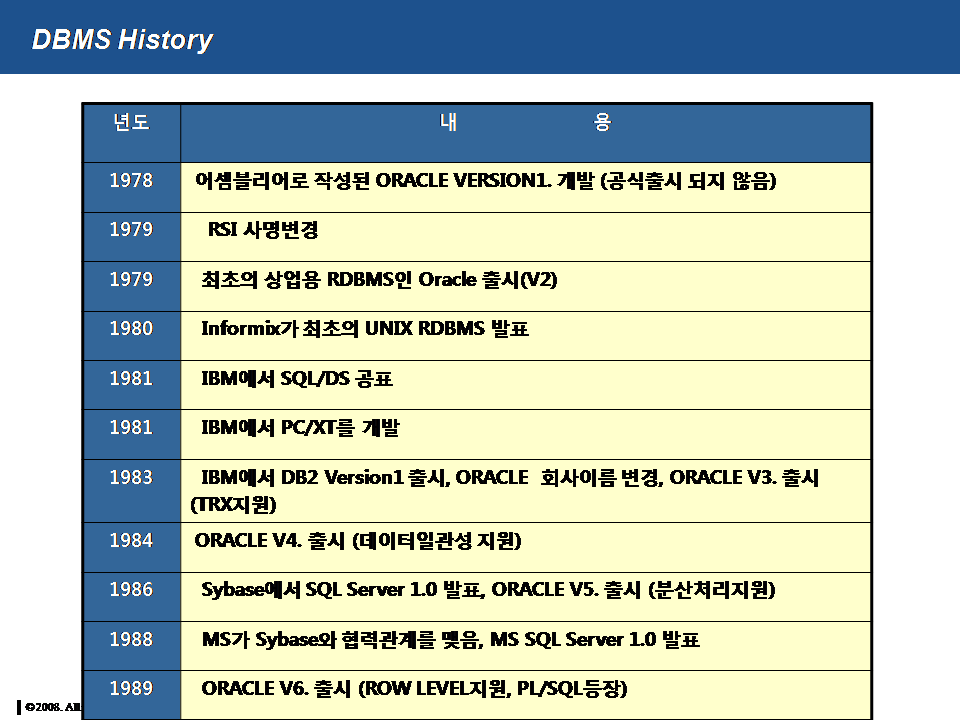 DBMS History
년도 내 용
1978 어셈블리어로 작성된 ORACLE VERSION1. 개발 (공식출시 되지 않음)
1979 RSI 사명변경
1979 최초의 상업용 RDBMS인 Oracle 출시(V2)
1980 Informix가 최초의 UNIX RDBMS 발표
1981 IBM에서 SQL/DS 공표
1981 IBM에서 PC/XT를 개발
1983 IBM에서 DB2 Version1 출시, ORACLE 회사이름 변경, ORACLE V3. 출시
(TRX지원)
1984 ORACLE V4. 출시 (데이터일관성 지원)
1986 Sybase에서 SQL Server 1.0 발표, ORACLE V5. 출시 (분산처리지원)
1988 MS가 Sybase와 협력관계를 맺음, MS SQL Server 1.0 발표
1989 ORACLE V6. 출시 (ROW LEVEL지원, PL/SQL등장)
©2008. ALL